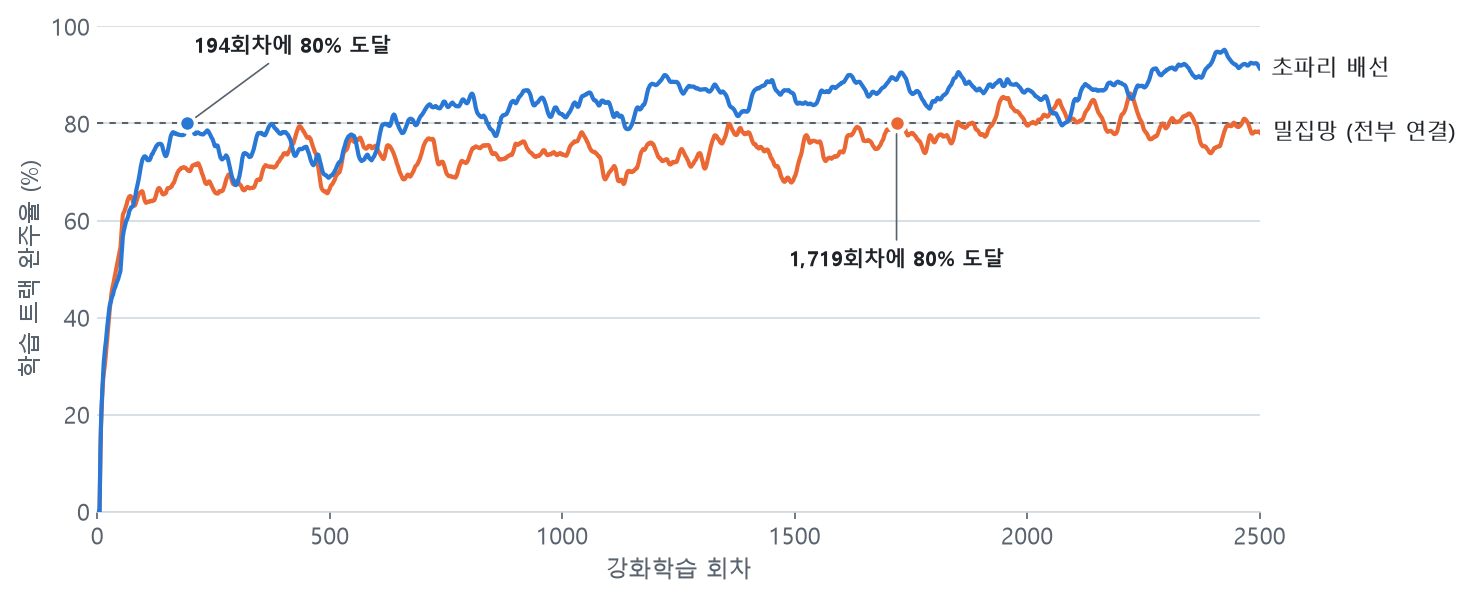 100
194회차에 80% 도달
초파리 배선
80
밀집망 (전부 연결)
60
1,719회차에 80% 도달
40
20
0
0 500 1000 1500 2000 2500
강화학습 회차
학습 트랙 완주율 (%)